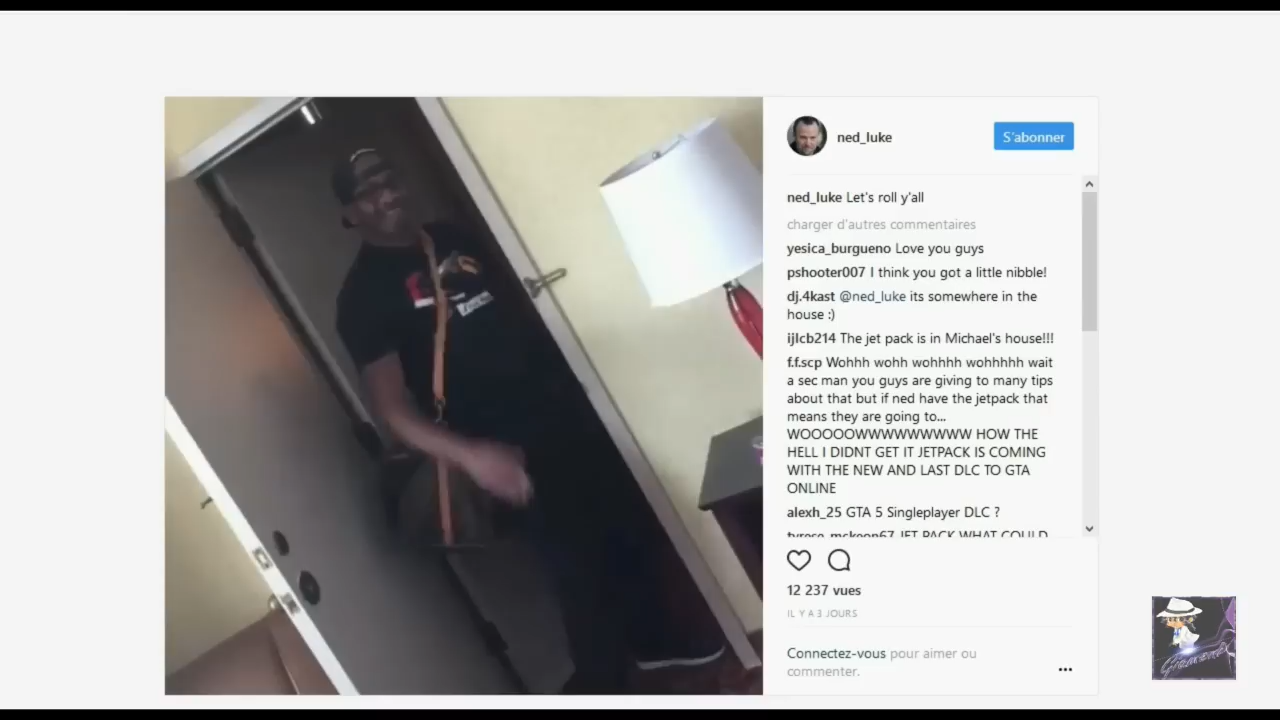 ned_luke
S'abonner
ned_luke Let's roll y'all
charger d'autres commentaires
yesica_burgueno Love you guys
pshooter007 I think you got a little nibble!
dj.4kast @ned_luke its somewhere in the
house :)
ijlcb214 The jet pack is in Michael's house!!!
f.f.scp Wohhh wohh wohhhh wohhhhh wait
a sec man you guys are giving to many tips
about that but if ned have the jetpack that
means they are going to...
WOOOOOWWWWWWWWW HOW THE
HELL I DIDNT GET IT JETPACK IS COMING
WITH THE NEW AND LAST DLC TO GTA
ONLINE
alexh_25 GTA 5 Singleplayer DLC ?
tyrese_mckeon67 JET PACK WHAT COULD
12 237 vues
IL Y A 3 JOURS
Connectez-vous pour aimer ou
commenter.